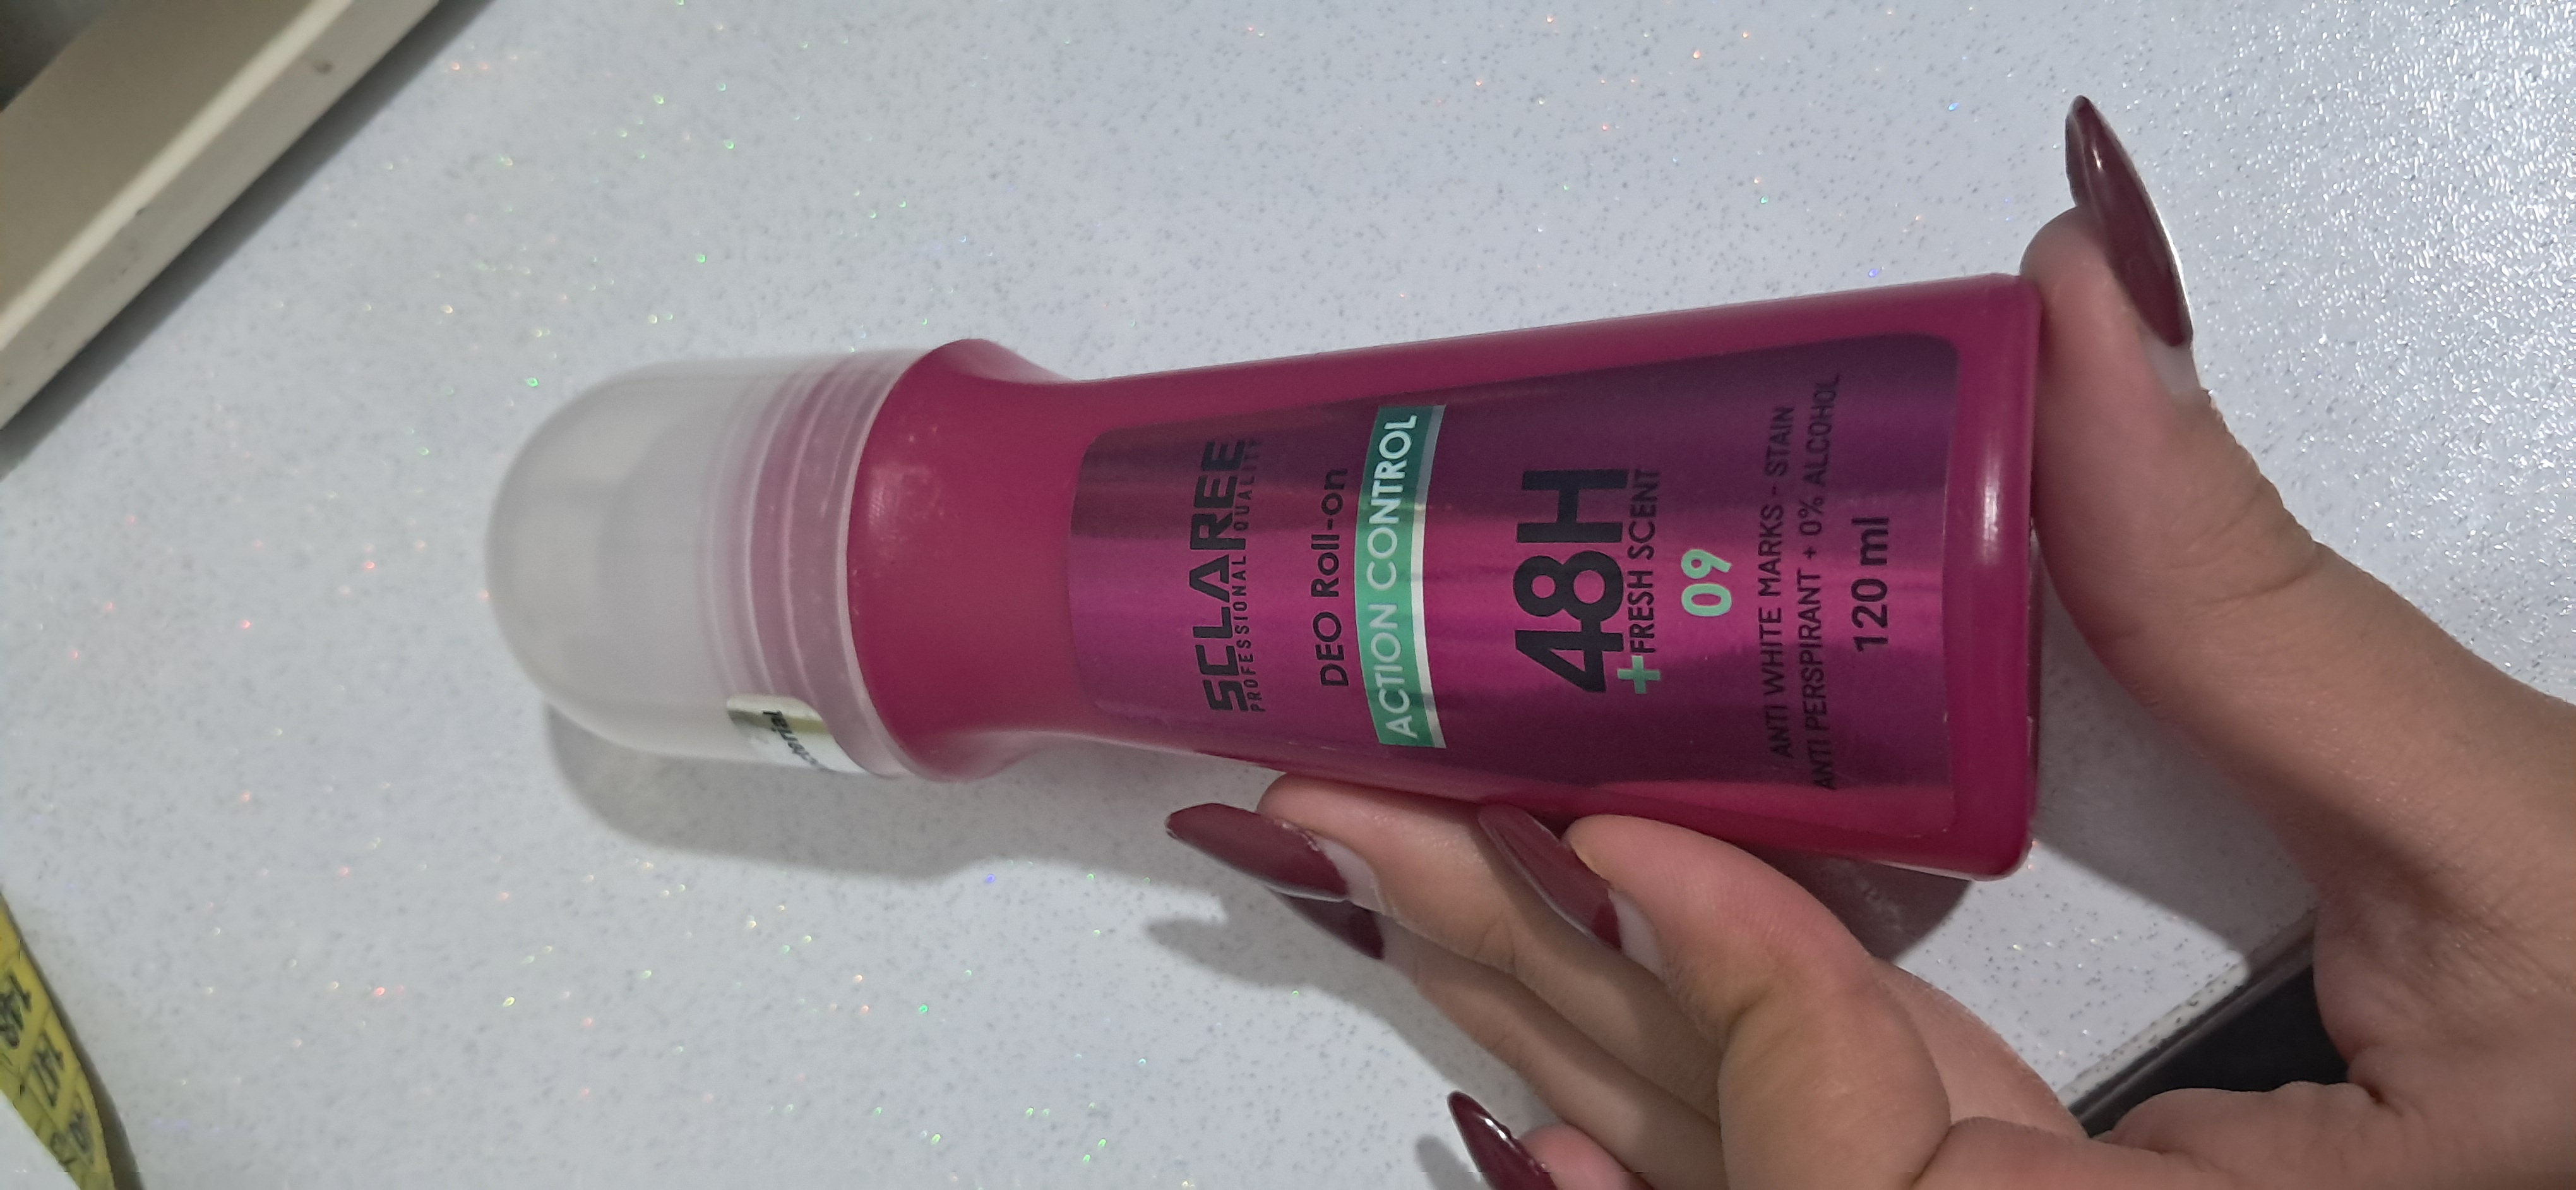 SCLAREE
PROFESSIONAL QUALITY
DEO Roll-on
ACTION CONTROL
48H
+FRESH SCENT
09
ANTI WHITE MARKS - STAIN
ANTI PERSPIRANT + 0% ALCOHOL
120 ml